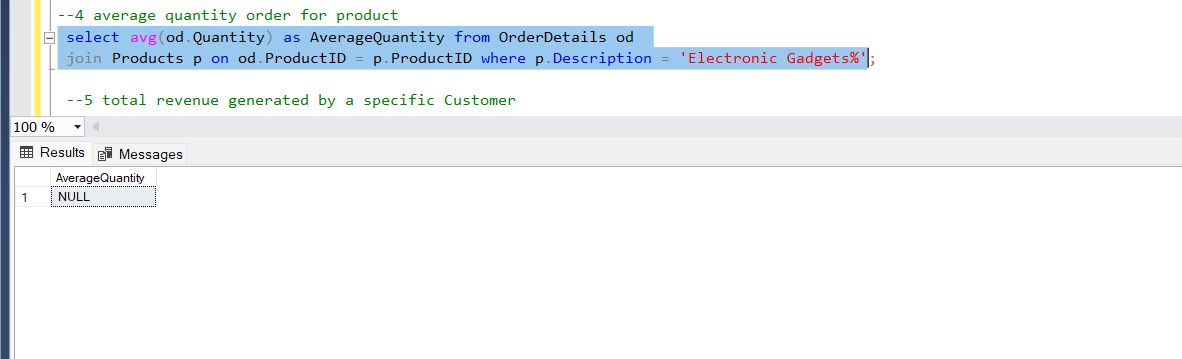 --4 average quantity order for product
select avg(od.Quantity) as AverageQuantity from OrderDetails od
join Products p on od.ProductID = p.ProductID where p.Description = 'Electronic Gadgets%';
--5 total revenue generated by a specific Customer
100 %
Results Messages
AverageQuantity
1 NULL